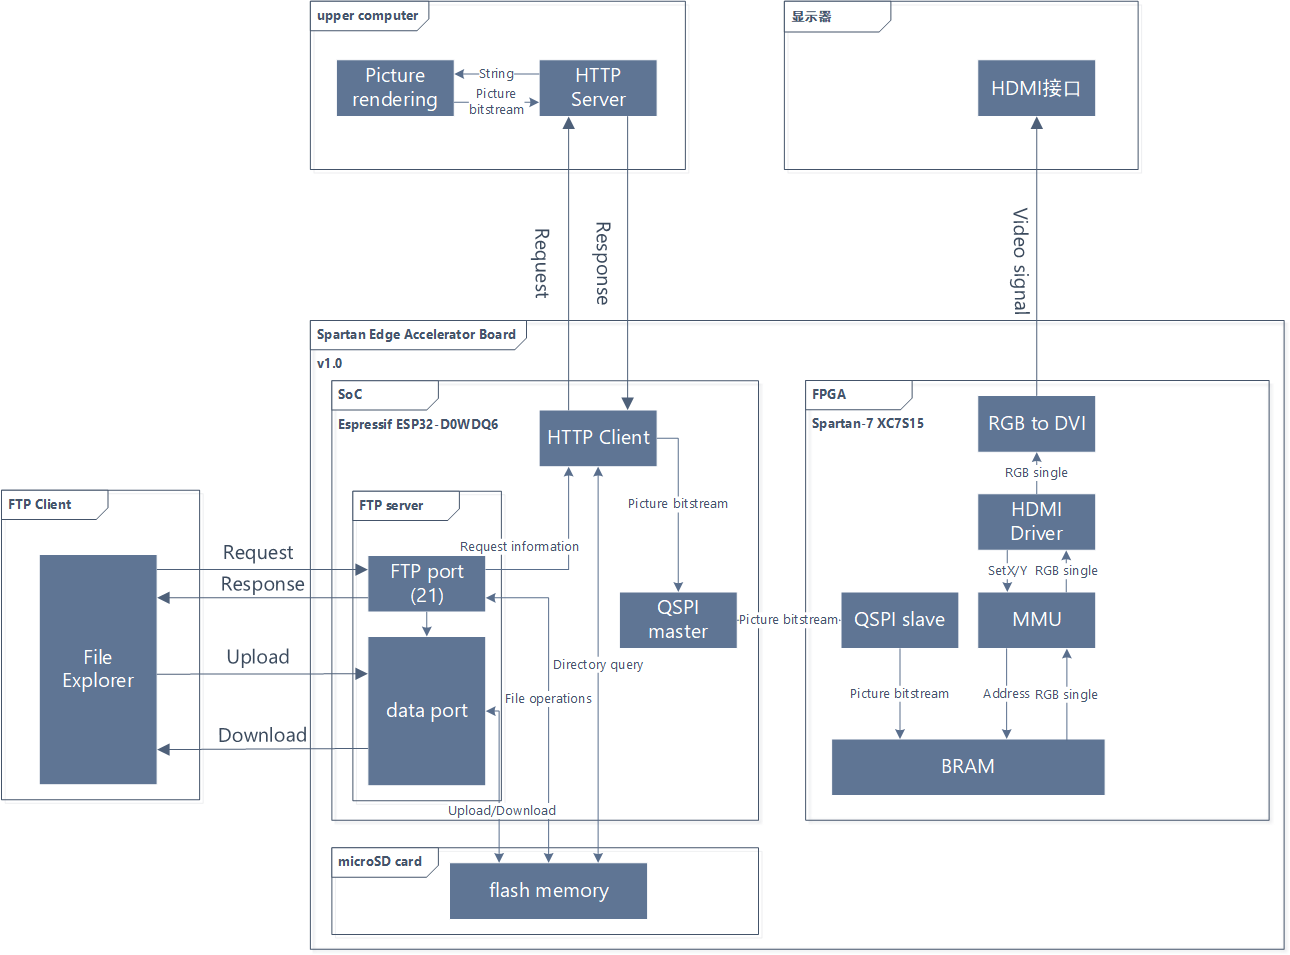 upper computer
Picture
rendering
String
Picture
bitstream
HTTP
Server
显示器
HDMI接口
Request
Response
Video signal
Spartan Edge Accelerator Board
v1.0
SoC
Espressif ESP32-D0WDQ6
HTTP Client
Picture bitstream
FPGA
Spartan-7 XC7S15
RGB to DVI
RGB single
HDMI
Driver
SetX/Y
RGB single
FTP Client
File
Explorer
Request
Response
Upload
Download
FTP server
Request information
FTP port
(21)
data port
QSPI
master
Picture bitstream
QSPI slave
MMU
Directory query
File operations
Picture bitstream
Address
RGB single
BRAM
Upload/Download
microSD card
flash memory